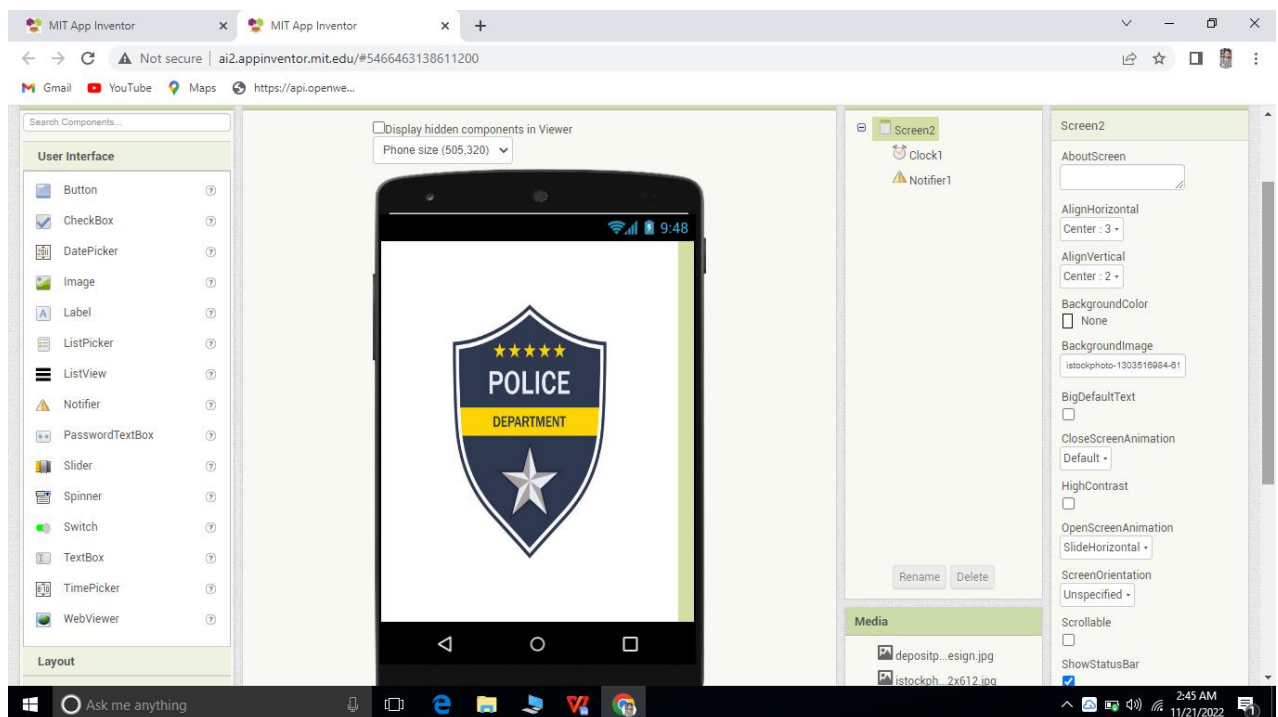 MIT App Inventor
MIT App Inventor
Not secure | ai2.appinventor.mit.edu/#5466463138611200
Gmail YouTube Maps https://api.openwe...
Search Components...
User Interface
Button
CheckBox
DatePicker
Image
Label
ListPicker
ListView
Notifier
PasswordTextBox
Slider
Spinner
Switch
TextBox
TimePicker
WebViewer
Layout
Display hidden components in Viewer
Phone size (505,320)
9:48
POLICE
DEPARTMENT
Screen2
Clock1
Notifier1
Rename Delete
Media
depositp...esign.jpg
istockph...2x612.jpg
Screen2
AboutScreen
AlignHorizontal
Center : 3
AlignVertical
Center : 2
BackgroundColor
None
BackgroundImage
istockphoto-1303516984-61
BigDefaultText
CloseScreenAnimation
Default
HighContrast
OpenScreenAnimation
SlideHorizontal
ScreenOrientation
Unspecified
Scrollable
ShowStatusBar
Ask me anything
2:45 AM
11/21/2022